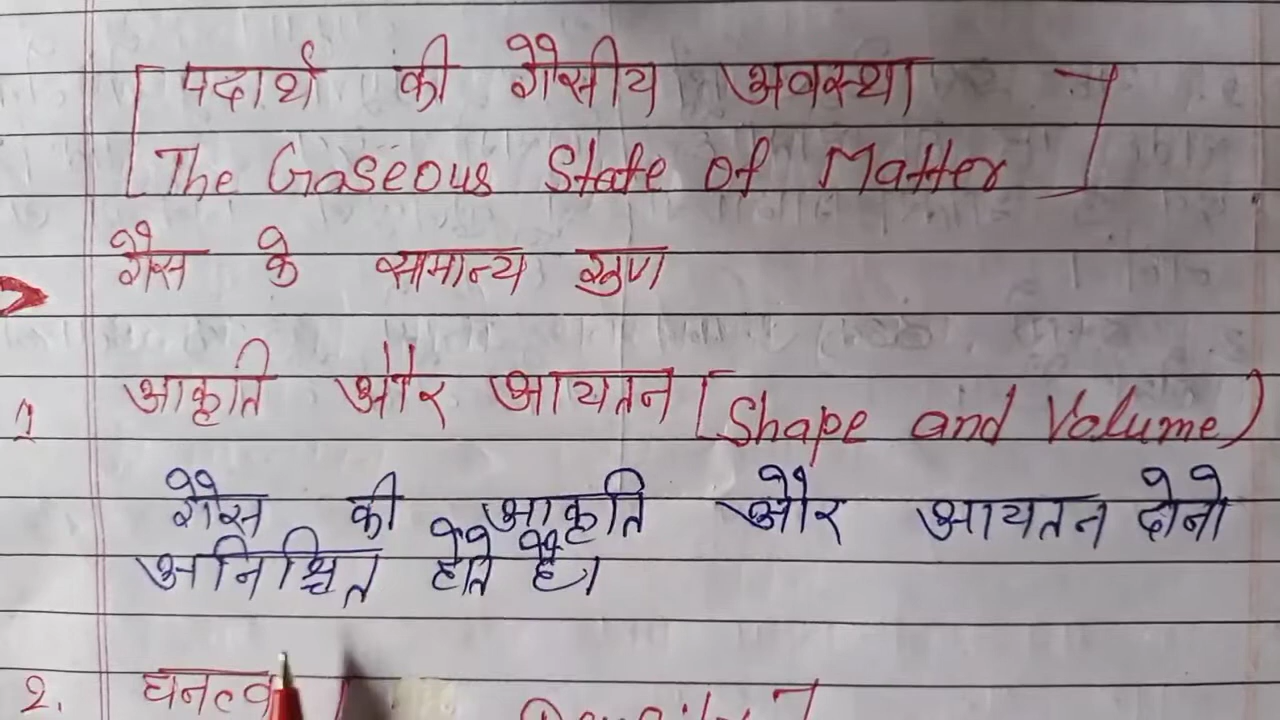 [पदार्थ की गैसीय अवस्था
The Gaseous State of Matter]
गैस के सामान्य गुण
1 आकृति और आयतन [Shape and Volume)
गैस की आकृति और आयतन दोनो
अनिश्चित होते है।
2. घनत्व